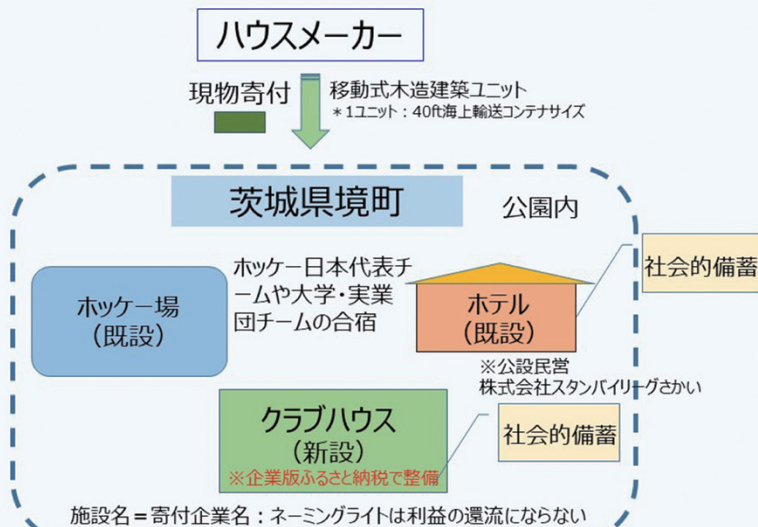 ハウスメーカー
現物寄付
移動式木造建築ユニット
*1ユニット:40ft海上輸送コンテナサイズ
茨城県境町
公園内
社会的備蓄
ホッケー場
(既設)
ホッケー日本代表チ
ームや大学・実業
団チームの合宿
ホテル
(既設)
※公設民営
株式会社スタンバイリーグさかい
クラブハウス
(新設)
※企業版ふるさと納税で整備
社会的備蓄
施設名=寄付企業名:ネーミングライトは利益の還流にならない